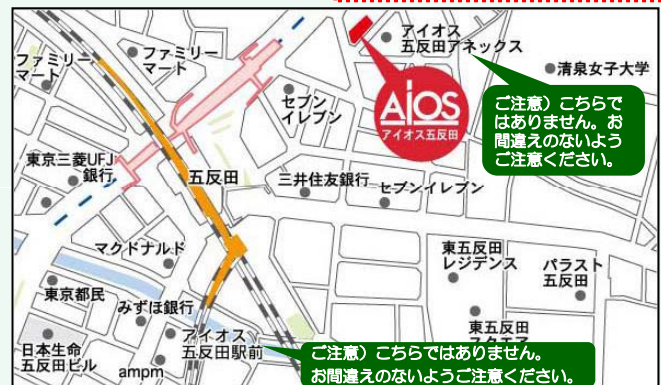 アイオス
五反田アネックス
ファミリー
マート
ファミリー
マート
清泉女子大学
AiOS
アイオス五反田
セブン
イレブン
ご注意）こちらで
はありません。お
間違えのないよう
ご注意ください。
東京三菱UFJ
銀行
五反田
三井住友銀行
セブンイレブン
マクドナルド
東五反田
レジデンス
パラスト
五反田
東京都民
みずほ銀行
東五反田
スクエア
アイオス
五反田駅前
日本生命
五反田ビル
ampm
ご注意）こちらではありません。
お間違えのないようご注意ください。